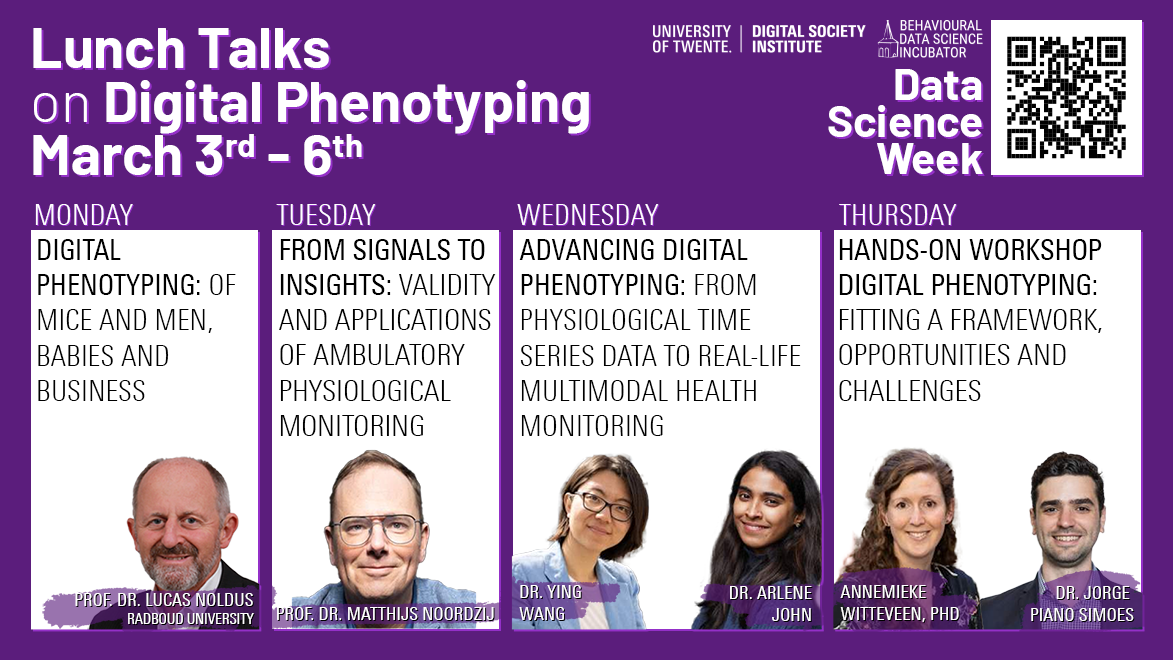 Lunch Talks
on Digital Phenotyping
March 3rd - 6th
UNIVERSITY
OF TWENTE.
DIGITAL SOCIETY
INSTITUTE
BEHAVIOURAL
DATA SCIENCE
INCUBATOR
Data
Science
Week
MONDAY
DIGITAL
PHENOTYPING: OF
MICE AND MEN,
BABIES AND
BUSINESS
PROF. DR. LUCAS NOLDUS
RADBOUD UNIVERSITY
TUESDAY
FROM SIGNALS TO
INSIGHTS: VALIDITY
AND APPLICATIONS
OF AMBULATORY
PHYSIOLOGICAL
MONITORING
PROF. DR. MATTHIJS NOORDZIJ
WEDNESDAY
ADVANCING DIGITAL
PHENOTYPING: FROM
PHYSIOLOGICAL TIME
SERIES DATA TO REAL-LIFE
MULTIMODAL HEALTH
MONITORING
DR. YING
WANG
DR. ARLENE
JOHN
THURSDAY
HANDS-ON WORKSHOP
DIGITAL PHENOTYPING:
FITTING A FRAMEWORK,
OPPORTUNITIES AND
CHALLENGES
ANNEMIEKE
WITTEVEEN, PHD
DR. JORGE
PIANO SIMOES